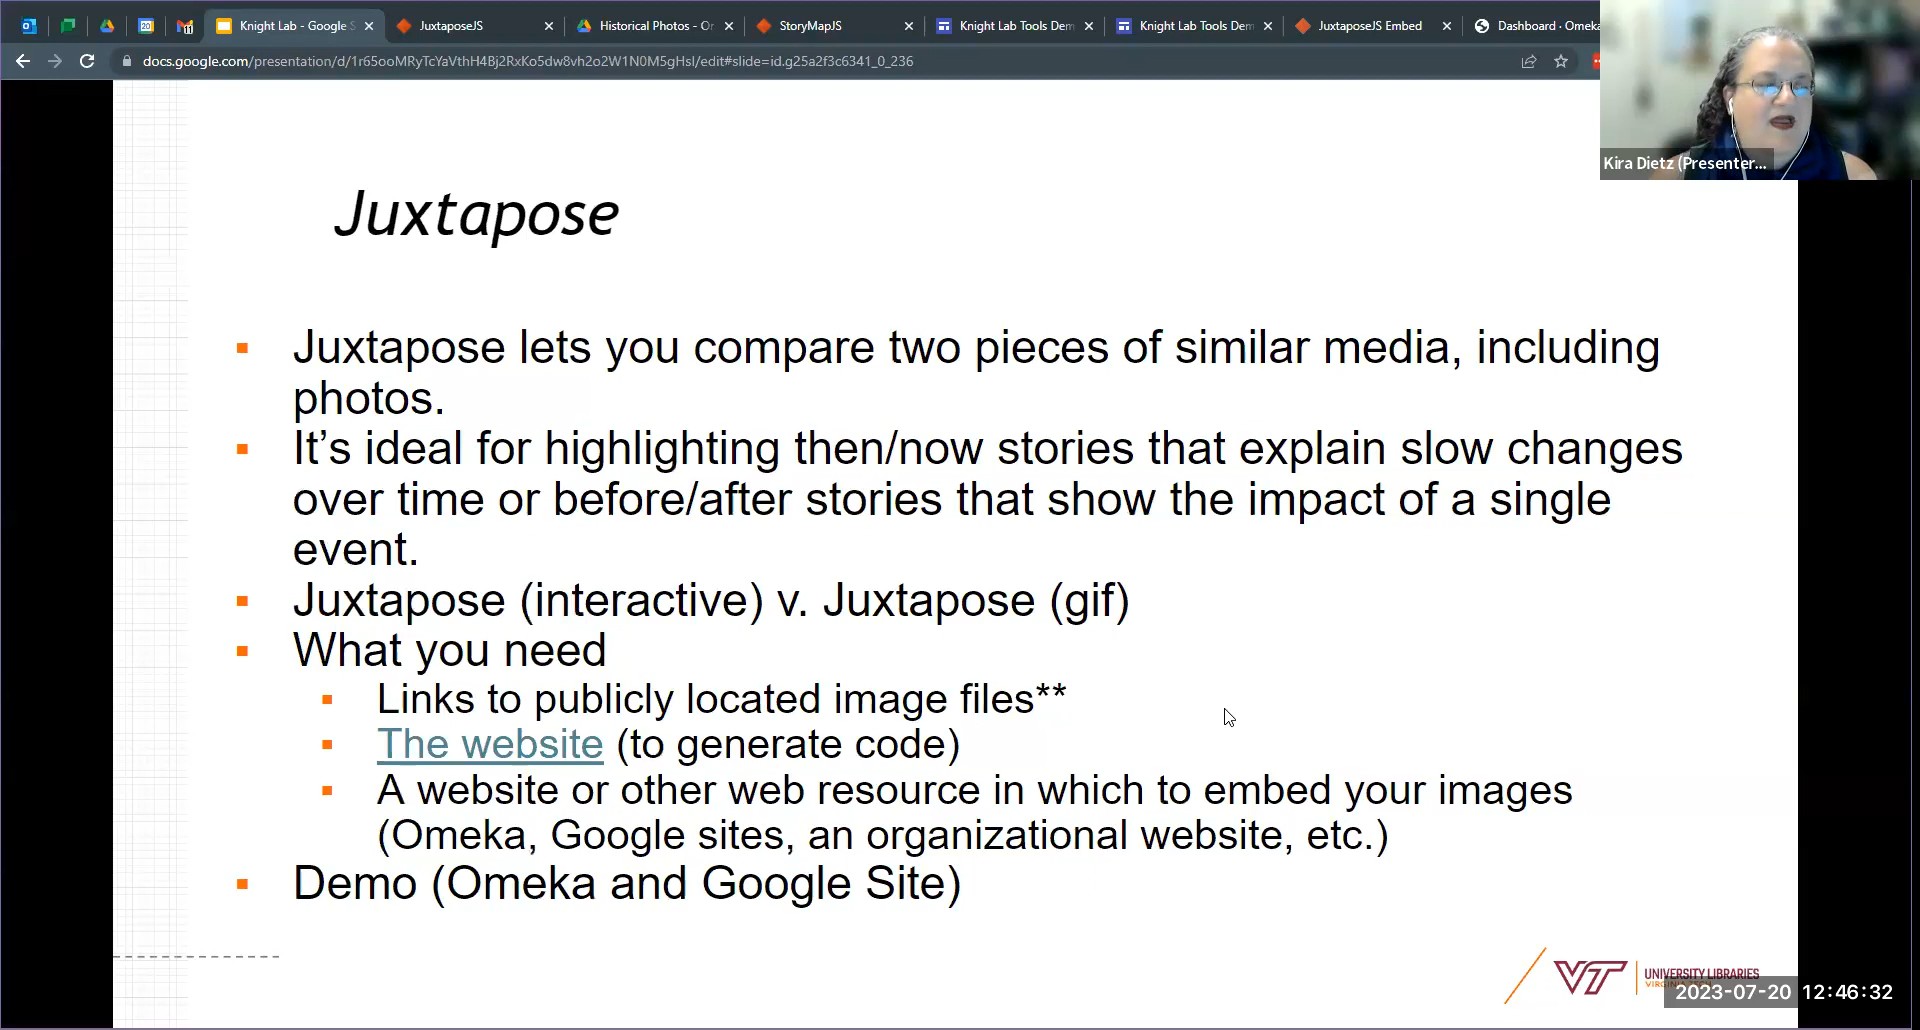 Knight Lab - Google S
JuxtaposeJS
Historical Photos - Or
StoryMapJS
Knight Lab Tools Dem
Knight Lab Tools Dem
JuxtaposeJS Embed
Dashboard · Omeka
docs.google.com/presentation/d/1r65ooMRyTcYaVthH4Bj2RxKo5dw8vh2o2W1N0M5gHsI/edit#slide=id.g25a2f3c6341_0_236
Kira Dietz (Presenter...
Juxtapose
Juxtapose lets you compare two pieces of similar media, including
photos.
It’s ideal for highlighting then/now stories that explain slow changes
over time or before/after stories that show the impact of a single
event.
Juxtapose (interactive) v. Juxtapose (gif)
What you need
Links to publicly located image files**
The website (to generate code)
A website or other web resource in which to embed your images
(Omeka, Google sites, an organizational website, etc.)
Demo (Omeka and Google Site)
VT
UNIVERSITY LIBRARIES
2023-07-20 12:46:32